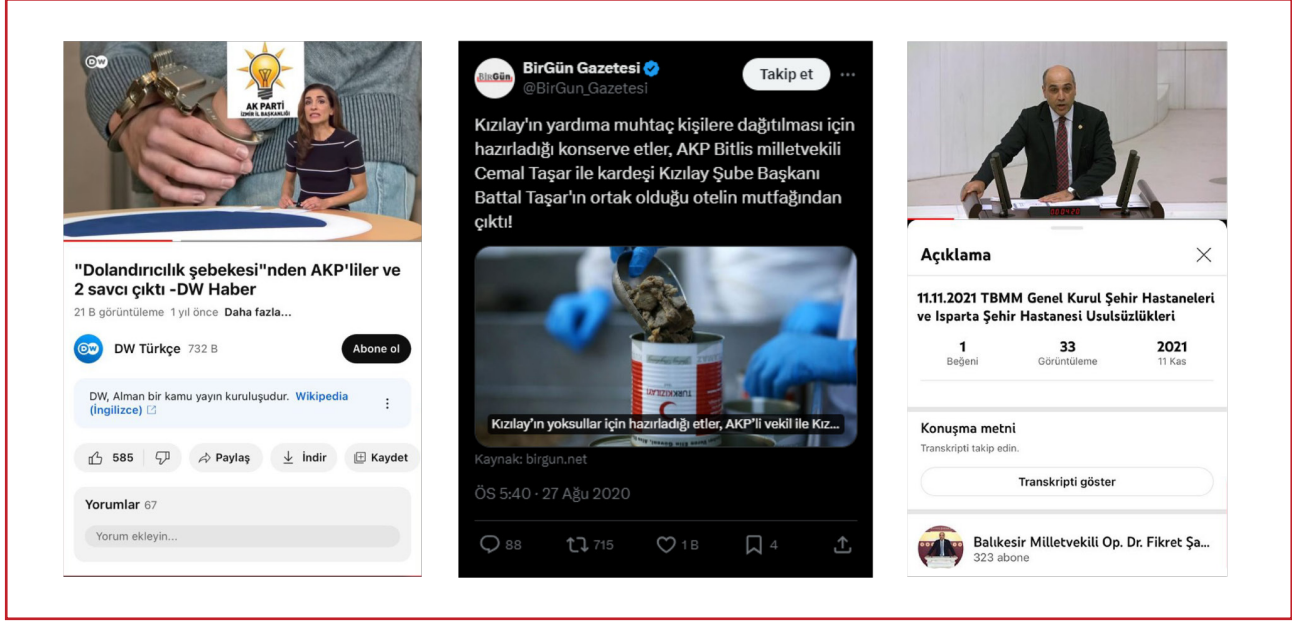 DW
AK PARTİ
İZMİR İL BAŞKANLIĞI
"Dolandırıcılık şebekesi"nden AKP'liler ve
2 savcı çıktı -DW Haber
21 B görüntüleme 1 yıl önce Daha fazla...
DW Türkçe 732 B
Abone ol
DW, Alman bir kamu yayın kuruluşudur. Wikipedia
(İngilizce)
585 Paylaş İndir Kaydet
Yorumlar 67
Yorum ekleyin...
BirGün
BirGün Gazetesi
@BirGun_Gazetesi
Takip et
Kızılay'ın yardıma muhtaç kişilere dağıtılması için
hazırladığı konserve etler, AKP Bitlis milletvekili
Cemal Taşar ile kardeşi Kızılay Şube Başkanı
Battal Taşar'ın ortak olduğu otelin mutfağından
çıktı!
TÜRKKIZILAYI
Kızılay'ın yoksullar için hazırladığı etler, AKP'li vekil ile Kız...
Kaynak: birgun.net
ÖS 5:40 · 27 Ağu 2020
88 715 1 B 4
Açıklama
11.11.2021 TBMM Genel Kurul Şehir Hastaneleri
ve Isparta Şehir Hastanesi Usulsüzlükleri
1 33 2021
Beğeni Görüntüleme 11 Kas
Konuşma metni
Transkripti takip edin.
Transkripti göster
Balıkesir Milletvekili Op. Dr. Fikret Şa...
323 abone